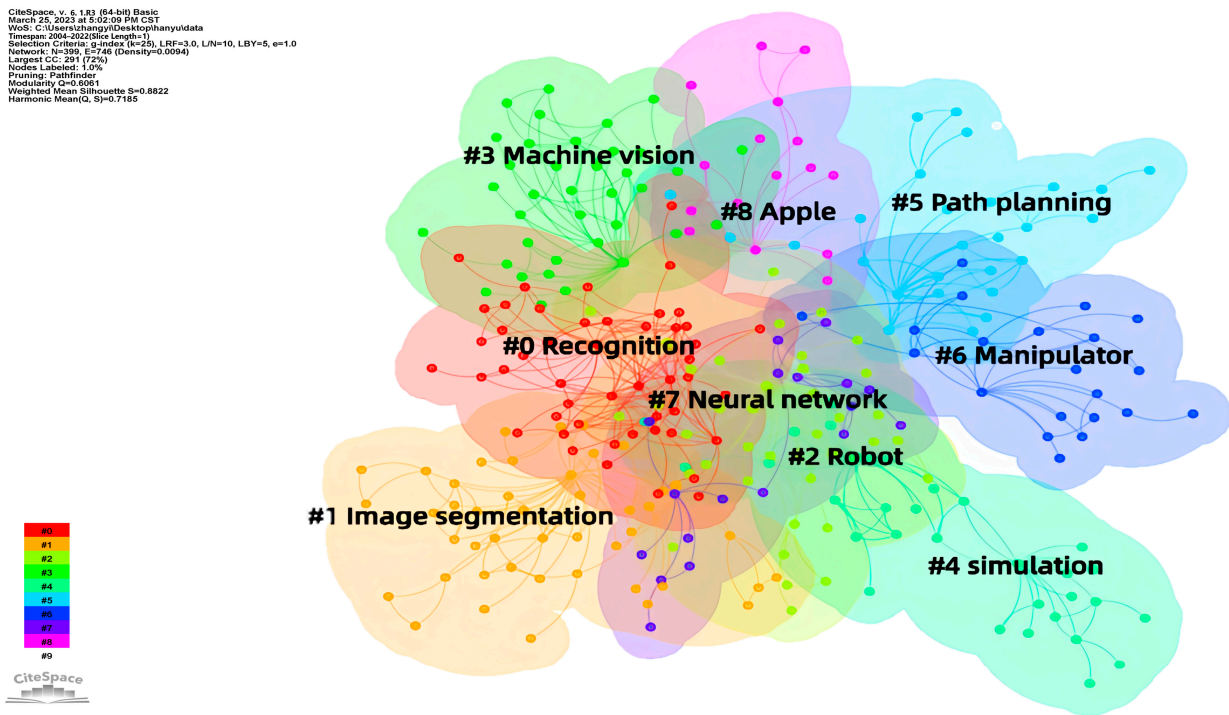 CiteSpace, v. 6.1.R3 (64-bit) Basic
March 25, 2023 at 5:02:09 PM CST
WoS: C:\Users\zhangyi\Desktop\hanyu\data
Timespan: 2004-2022(Slice Length=1)
Selection Criteria: g-index (k=25), LRF=3.0, L/N=10, LBY=5, e=1.0
Network: N=399, E=746 (Density=0.0094)
Largest CC: 291 (72%)
Nodes Labeled: 1.0%
Pruning: Pathfinder
Modularity Q=0.6061
Weighted Mean Silhouette S=0.8822
Harmonic Mean(Q, S)=0.7185
#3 Machine vision
#8 Apple
#5 Path planning
#0 Recognition
#6 Manipulator
#7 Neural network
#2 Robot
#1 Image segmentation
#4 simulation
#0
#1
#2
#3
#4
#5
#6
#7
#8
#9
CiteSpace